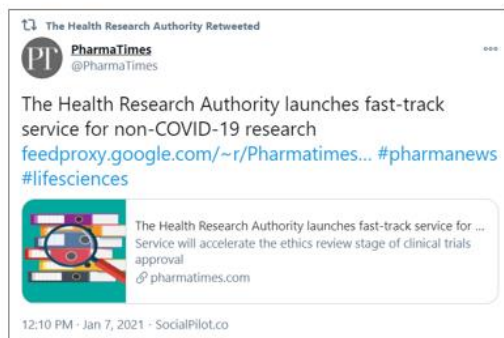 The Health Research Authority Retweeted
PT
PharmaTimes
@PharmaTimes
The Health Research Authority launches fast-track
service for non-COVID-19 research
feedproxy.google.com/~r/Pharmatimes... #pharmanews
#lifesciences
The Health Research Authority launches fast-track service for ...
Service will accelerate the ethics review stage of clinical trials
approval
pharmatimes.com
12:10 PM · Jan 7, 2021 · SocialPilot.co